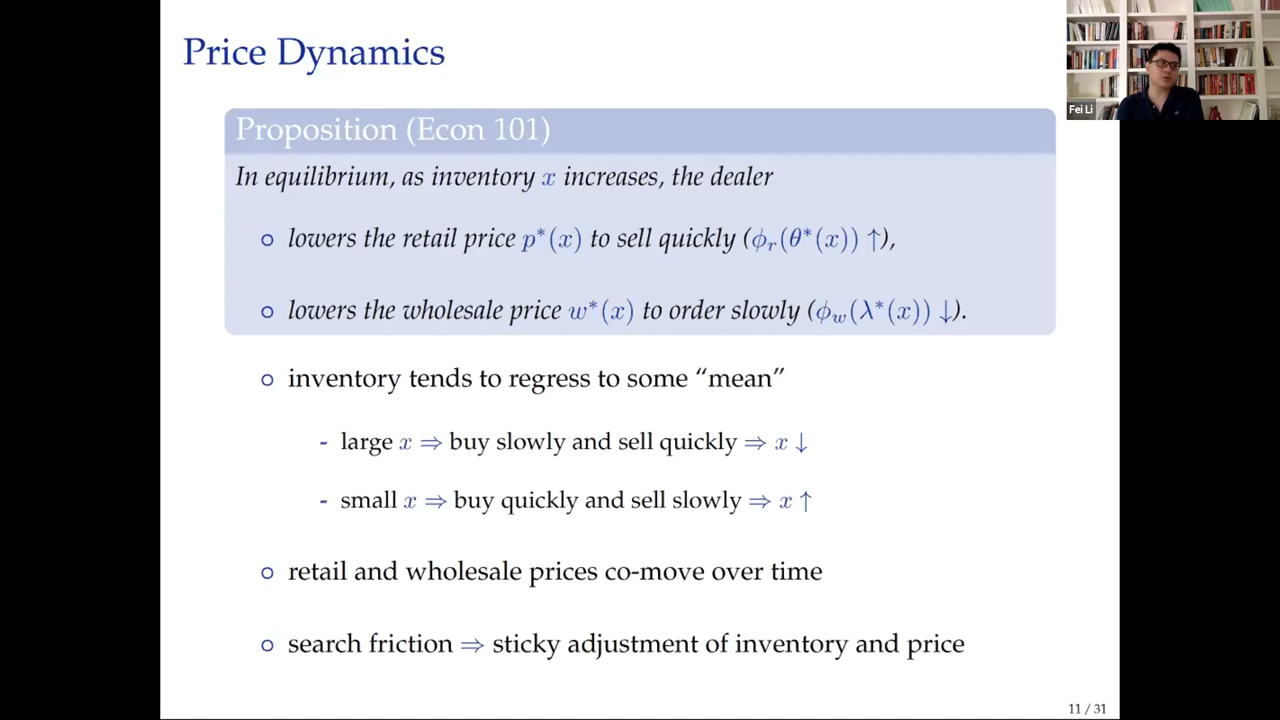 Price Dynamics
Fei Li
Proposition (Econ 101)
In equilibrium, as inventory x increases, the dealer
○ lowers the retail price p*(x) to sell quickly (ϕr(θ*(x)) ↑),
○ lowers the wholesale price w*(x) to order slowly (ϕw(λ*(x)) ↓).
○ inventory tends to regress to some “mean”
- large x ⇒ buy slowly and sell quickly ⇒ x ↓
- small x ⇒ buy quickly and sell slowly ⇒ x ↑
○ retail and wholesale prices co-move over time
○ search friction ⇒ sticky adjustment of inventory and price
11 / 31